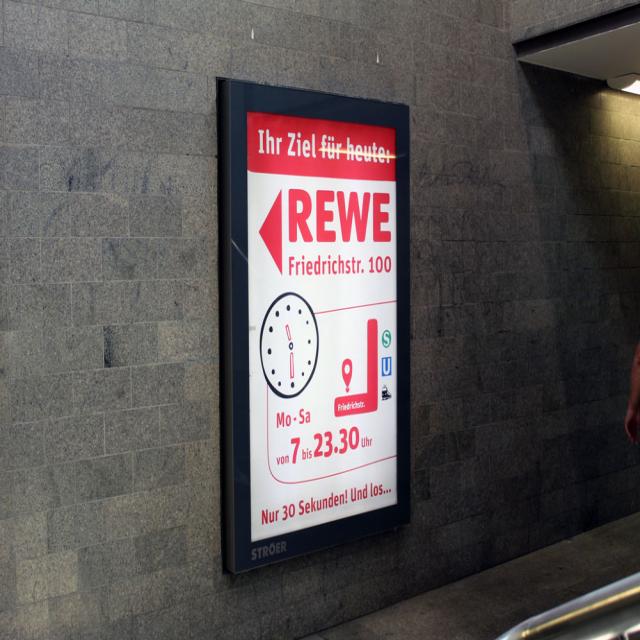 Ihr Ziel für heute:
REWE
Friedrichstr. 100
S
U
Friedrichstr.
Mo - Sa
von 7 bis 23.30 Uhr
Nur 30 Sekunden! Und los...
STRÖER